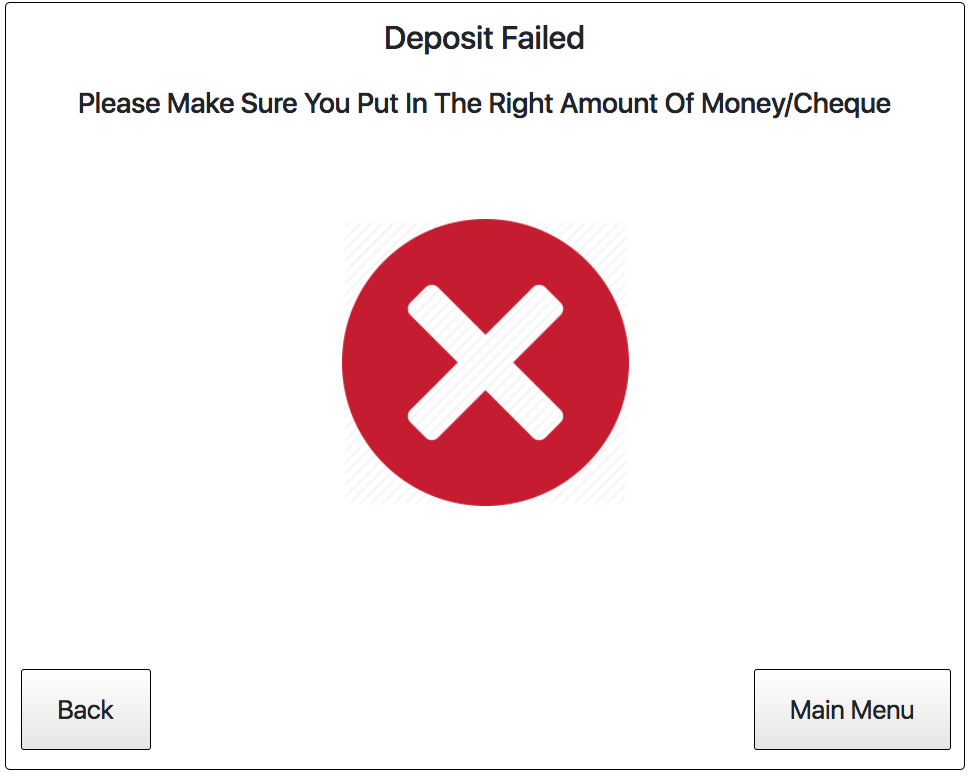 Deposit Failed
Please Make Sure You Put In The Right Amount Of Money/Cheque
Back
Main Menu